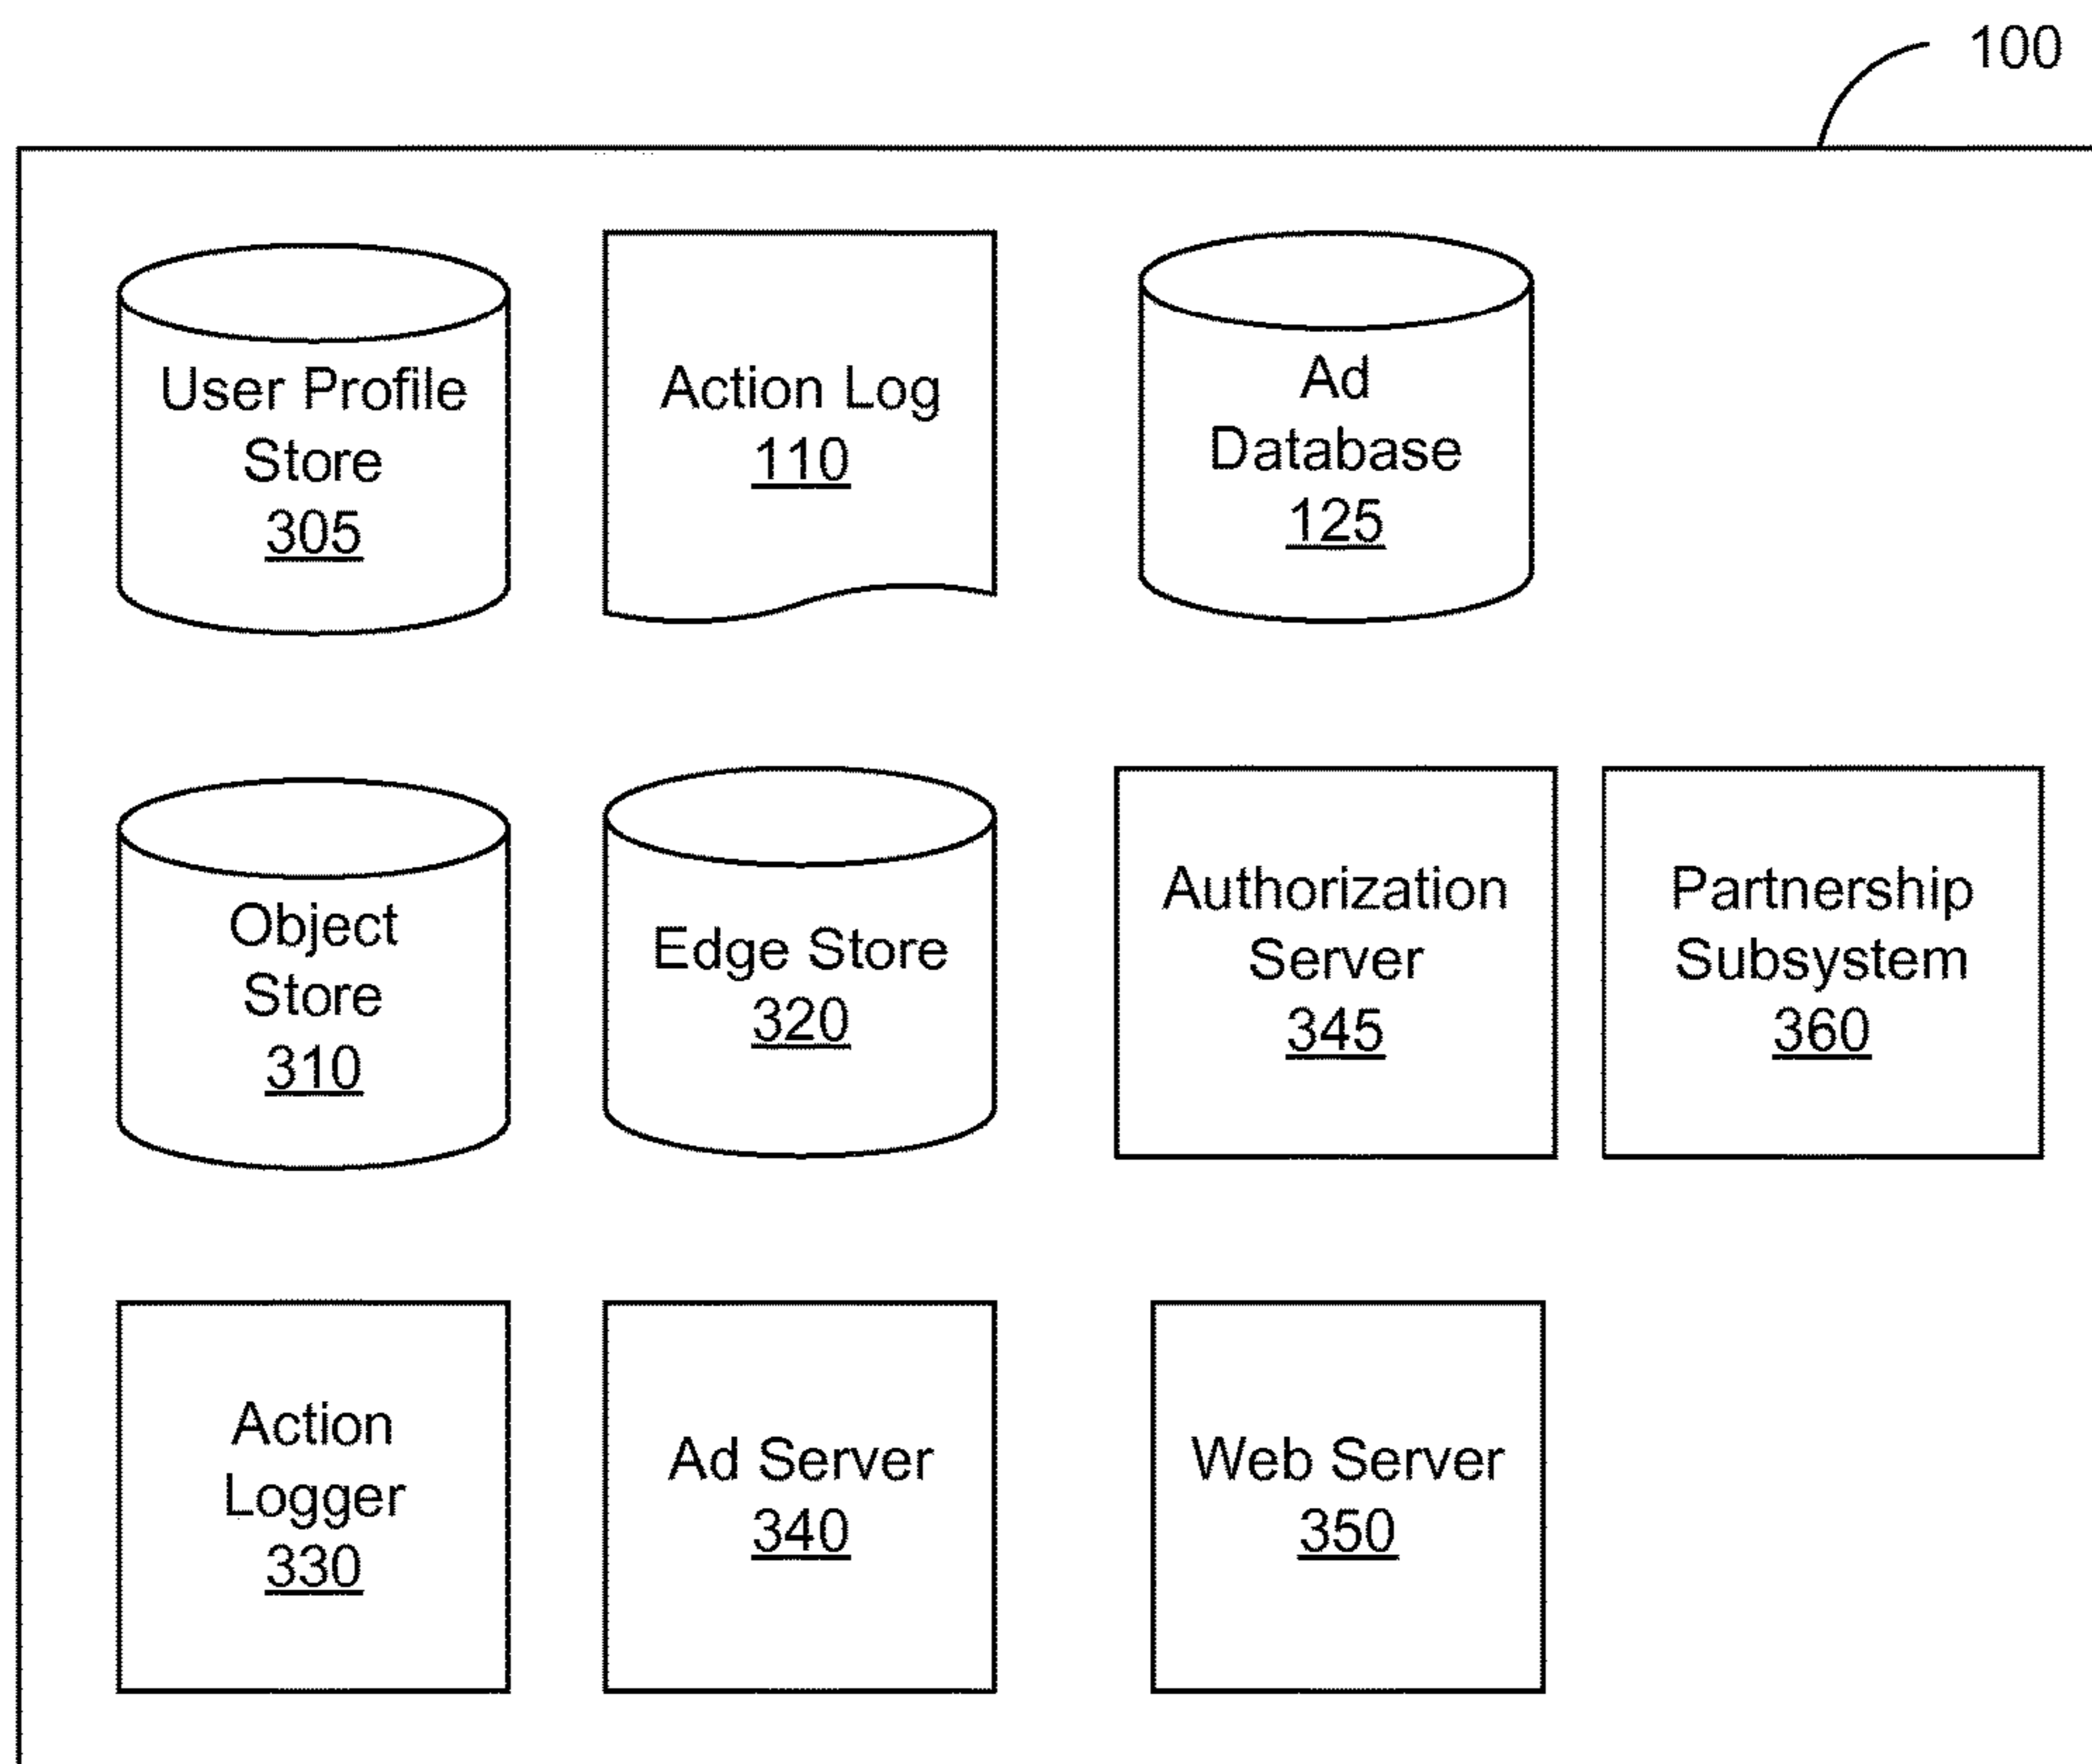 100
User Profile
Store
305
Action Log
110
Ad
Database
125
Object
Store
310
Edge Store
320
Authorization
Server
345
Partnership
Subsystem
360
Action
Logger
330
Ad Server
340
Web Server
350